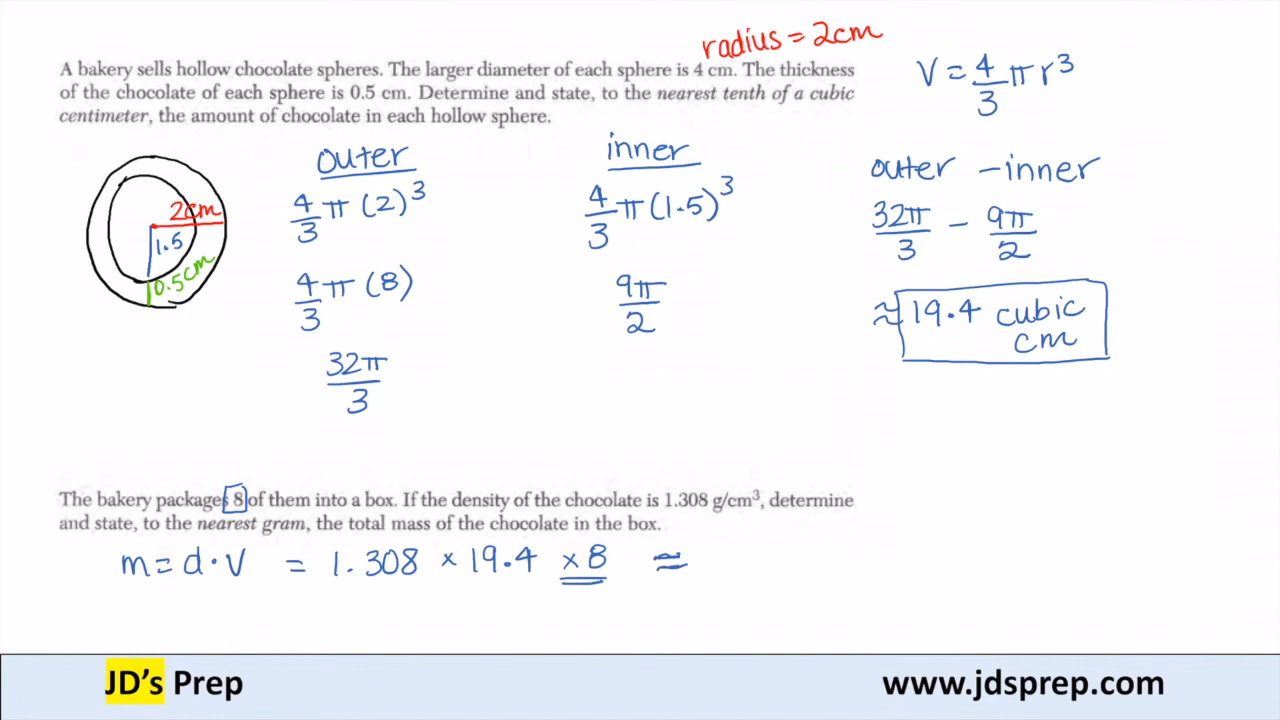 radius = 2cm
A bakery sells hollow chocolate spheres. The larger diameter of each sphere is 4 cm. The thickness
of the chocolate of each sphere is 0.5 cm. Determine and state, to the nearest tenth of a cubic
centimeter, the amount of chocolate in each hollow sphere.
V = 4/3 πr³
2cm
1.5
0.5cm
outer
4/3 π (2)³
4/3 π (8)
32π/3
inner
4/3 π (1.5)³
9π/2
outer - inner
32π/3 - 9π/2
≈ 19.4 cubic
cm
The bakery packages 8 of them into a box. If the density of the chocolate is 1.308 g/cm³, determine
and state, to the nearest gram, the total mass of the chocolate in the box.
m = d · V = 1.308 × 19.4 × 8 ≈
JD's Prep
www.jdsprep.com